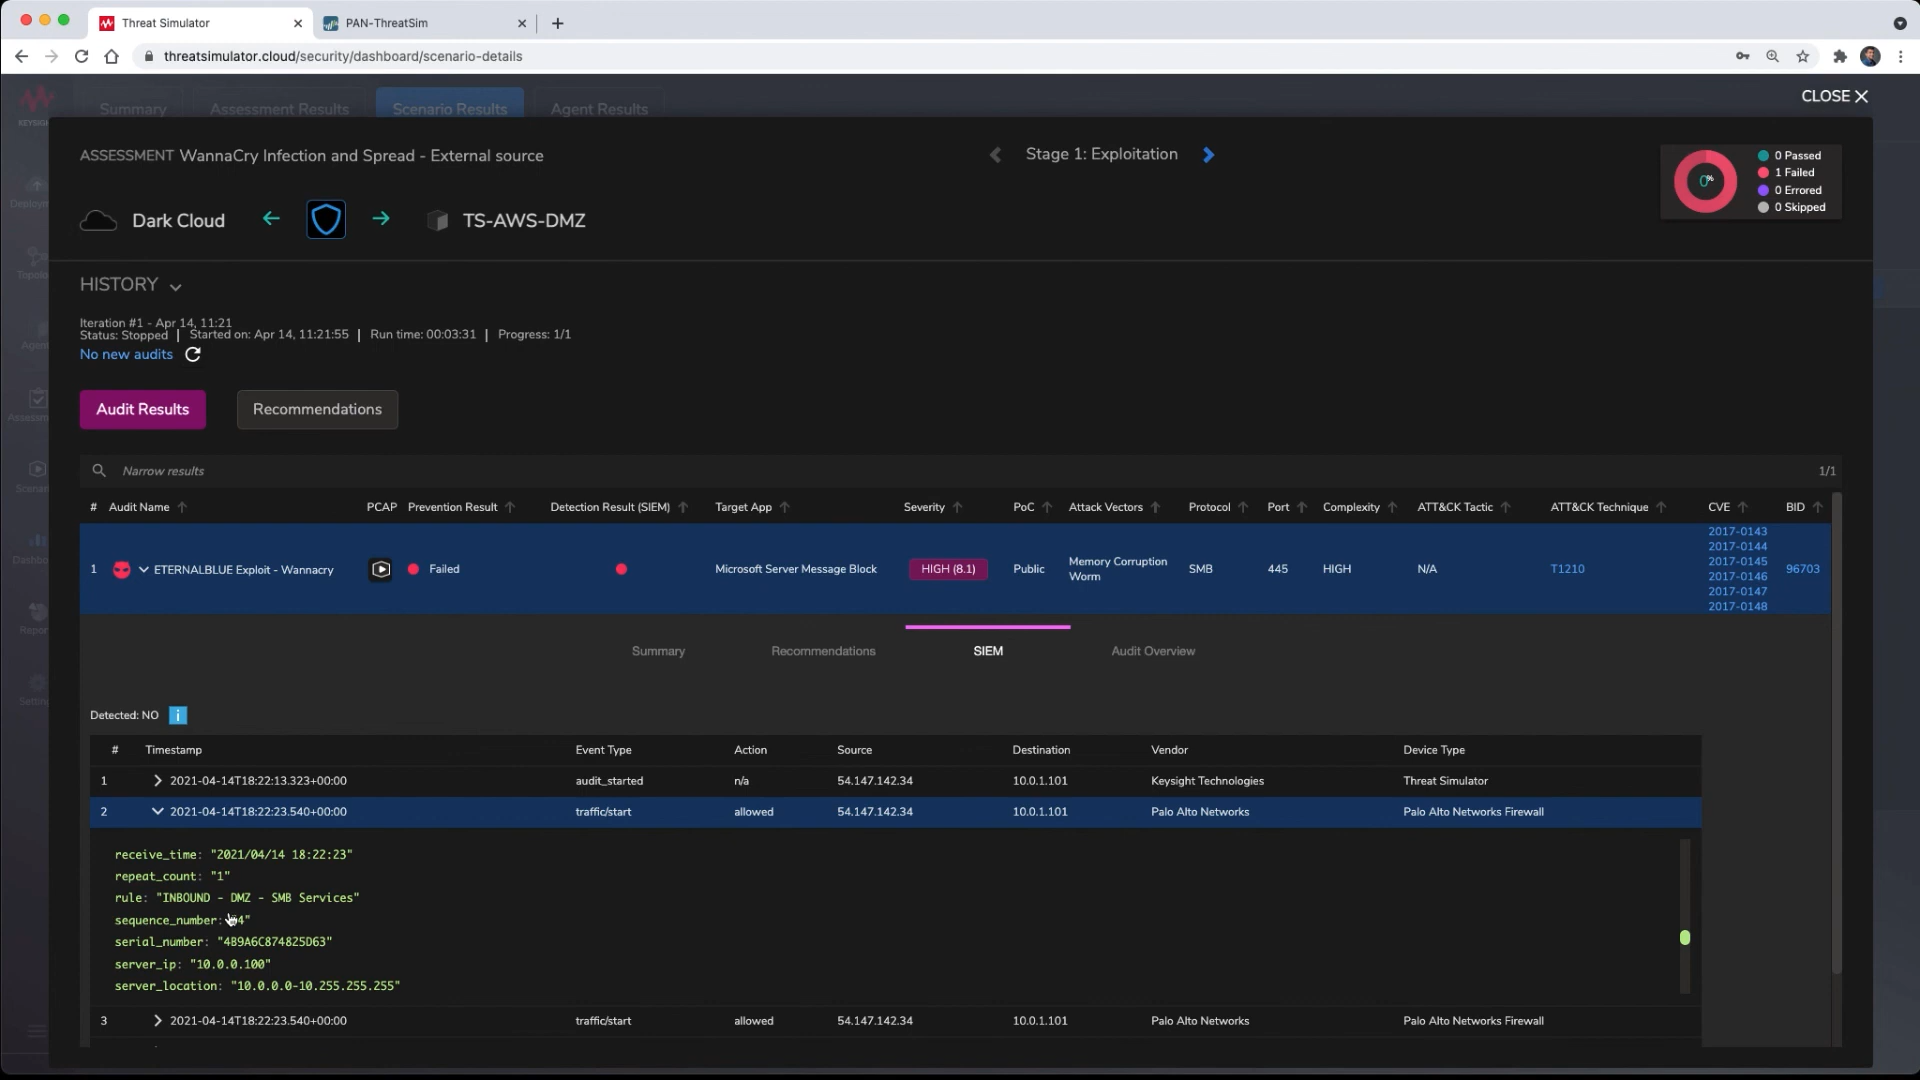 Threat Simulator
PAN-ThreatSim
threatsimulator.cloud/security/dashboard/scenario-details
Summary
Assessment Results
Scenario Results
Agent Results
CLOSE
ASSESSMENT WannaCry Infection and Spread - External source
Stage 1: Exploitation
0%
0 Passed
1 Failed
0 Errored
0 Skipped
Dark Cloud
TS-AWS-DMZ
HISTORY
Iteration #1 - Apr 14, 11:21
Status: Stopped | Started on: Apr 14, 11:21:55 | Run time: 00:03:31 | Progress: 1/1
No new audits
Audit Results
Recommendations
Narrow results
1/1
# Audit Name PCAP Prevention Result Detection Result (SIEM) Target App Severity PoC Attack Vectors Protocol Port Complexity ATT&CK Tactic ATT&CK Technique CVE BID
1 ETERNALBLUE Exploit - Wannacry Failed Microsoft Server Message Block HIGH (8.1) Public Memory Corruption
Worm
SMB 445 HIGH N/A T1210
2017-0143
2017-0144
2017-0145
2017-0146
2017-0147
2017-0148
96703
Summary
Recommendations
SIEM
Audit Overview
Detected: NO i
# Timestamp Event Type Action Source Destination Vendor Device Type
1 2021-04-14T18:22:13.323+00:00 audit_started n/a 54.147.142.34 10.0.1.101 Keysight Technologies Threat Simulator
2 2021-04-14T18:22:23.540+00:00 traffic/start allowed 54.147.142.34 10.0.1.101 Palo Alto Networks Palo Alto Networks Firewall
receive_time: "2021/04/14 18:22:23"
repeat_count: "1"
rule: "INBOUND - DMZ - SMB Services"
sequence_number:
serial_number: "4B9A6C874825D63"
server_ip: "10.0.0.100"
server_location: "10.0.0.0-10.255.255.255"
3 2021-04-14T18:22:23.540+00:00 traffic/start allowed 54.147.142.34 10.0.1.101 Palo Alto Networks Palo Alto Networks Firewall